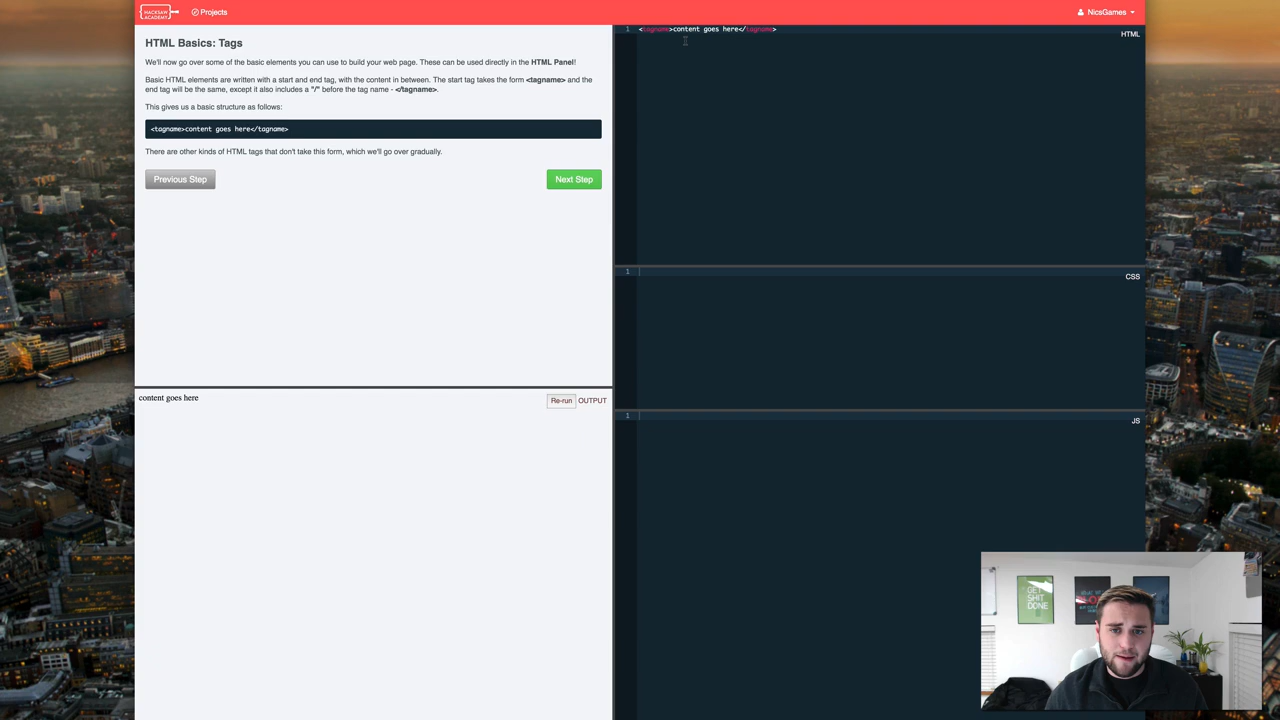 HACKSAW
ACADEMY
Projects
NicsGames
HTML Basics: Tags
We'll now go over some of the basic elements you can use to build your web page. These can be used directly in the HTML Panel!
Basic HTML elements are written with a start and end tag, with the content in between. The start tag takes the form <tagname> and the
end tag will be the same, except it also includes a "/" before the tag name - </tagname>.
This gives us a basic structure as follows:
<tagname>content goes here</tagname>
There are other kinds of HTML tags that don't take this form, which we'll go over gradually.
Previous Step
Next Step
content goes here
Re-run
OUTPUT
1
<tagname>content goes here</tagname>
HTML
1
CSS
1
JS
GET
SHIT
DONE